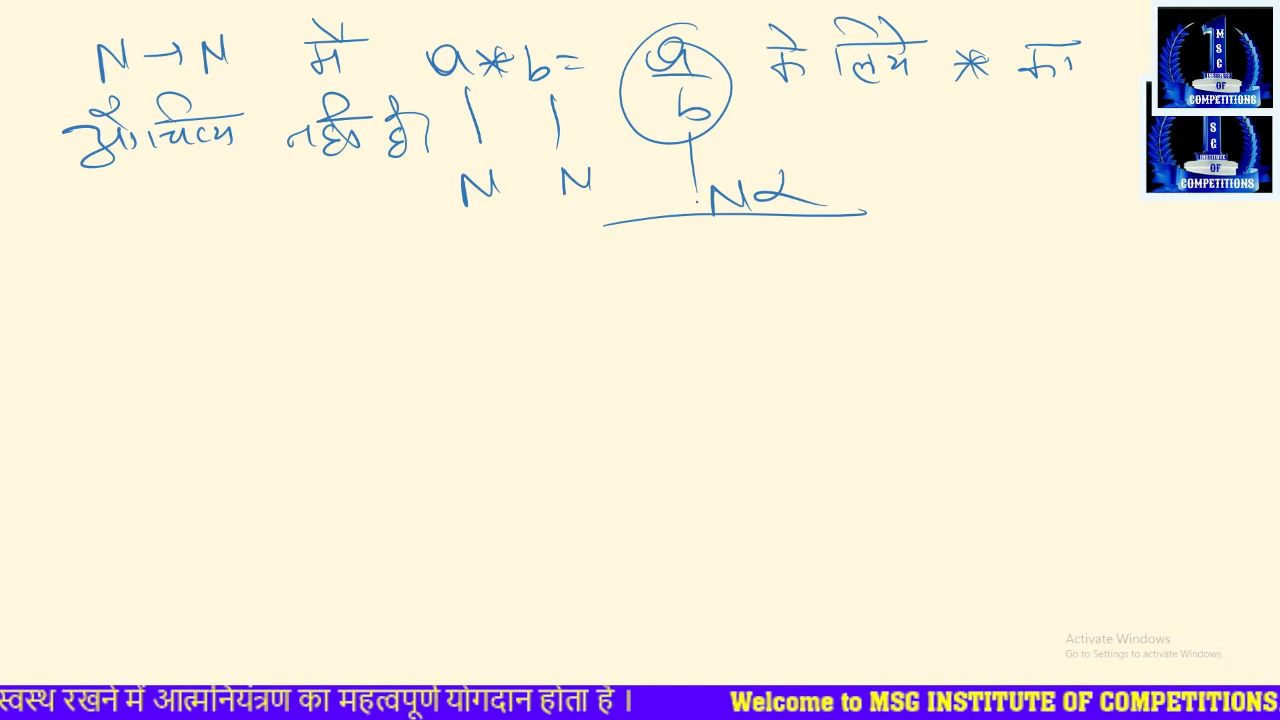 N → N में a * b = a/b के लिये * का
औचित्य नहीं है।
N N N α
MSG
INSTITUTE
OF
COMPETITIONS
SG
INSTITUTE
OF
COMPETITIONS
Activate Windows
Go to Settings to activate Windows.
स्वस्थ रखने में आत्मनियंत्रण का महत्वपूर्ण योगदान होता है । Welcome to MSG INSTITUTE OF COMPETITIONS